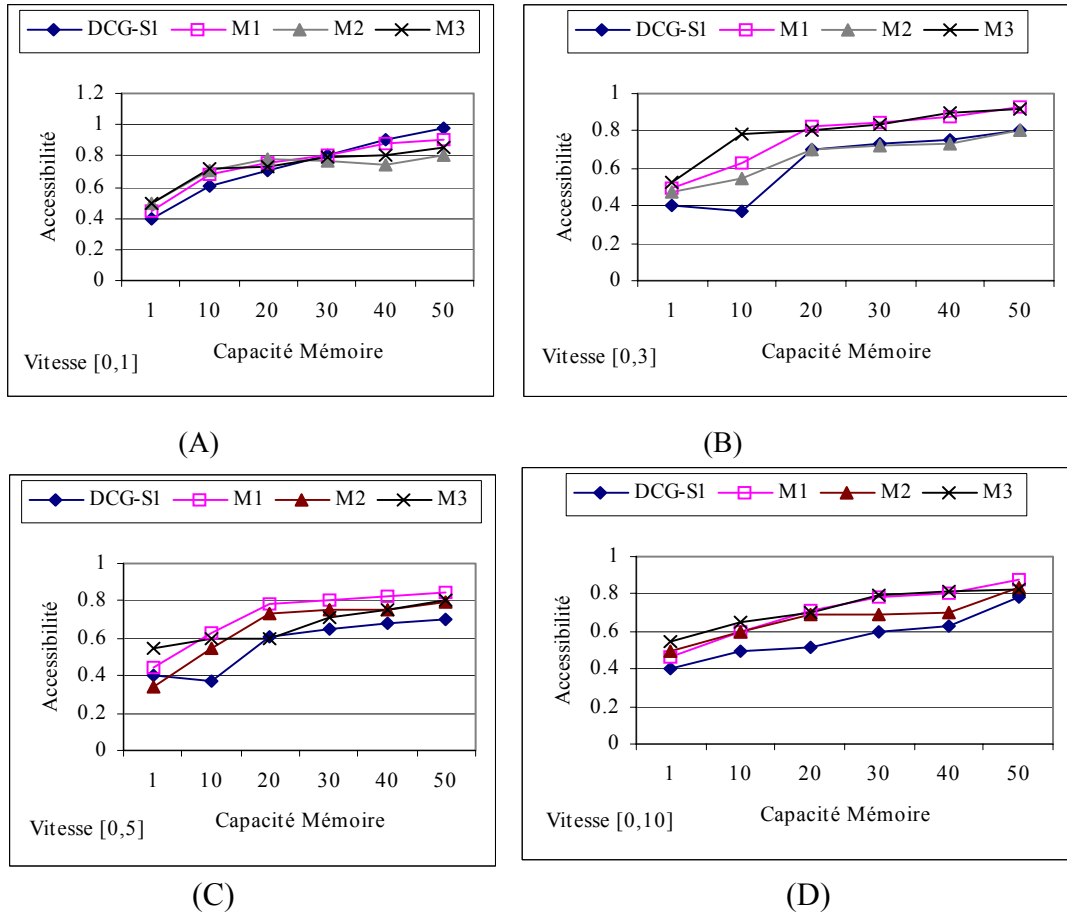 DCG-S1 M1 M2 M3
1.2
1
0.8
0.6
0.4
0.2
0
Accessibilité
1 10 20 30 40 50
Capacité Mémoire
Vitesse [0,1]
(A)
DCG-S1 M1 M2 M3
1
0.8
0.6
0.4
0.2
0
Accessibilité
1 10 20 30 40 50
Capacité Mémoire
Vitesse [0,3]
(B)
DCG-S1 M1 M2 M3
1
0.8
0.6
0.4
0.2
0
Accessibilité
1 10 20 30 40 50
Capacité Mémoire
Vitesse [0,5]
(C)
DCG-S1 M1 M2 M3
1
0.8
0.6
0.4
0.2
0
Accessibilité
1 10 20 30 40 50
Capacité Mémoire
Vitesse [0,10]
(D)